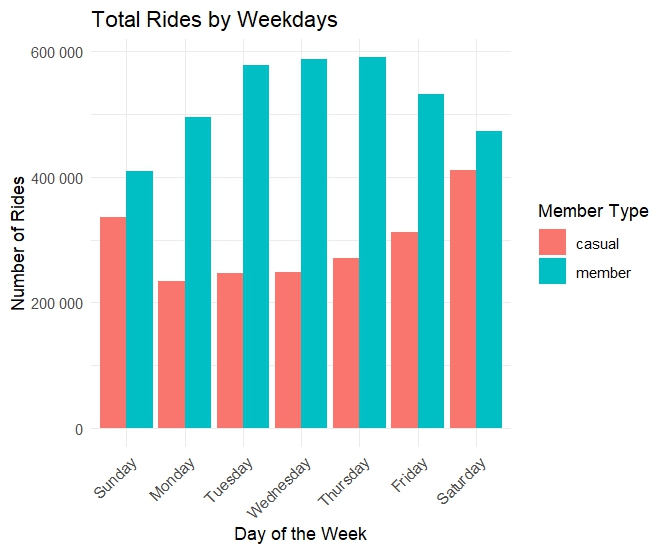 Total Rides by Weekdays
Number of Rides
600 000
400 000
200 000
0
Sunday
Monday
Tuesday
Wednesday
Thursday
Friday
Saturday
Day of the Week
Member Type
casual
member